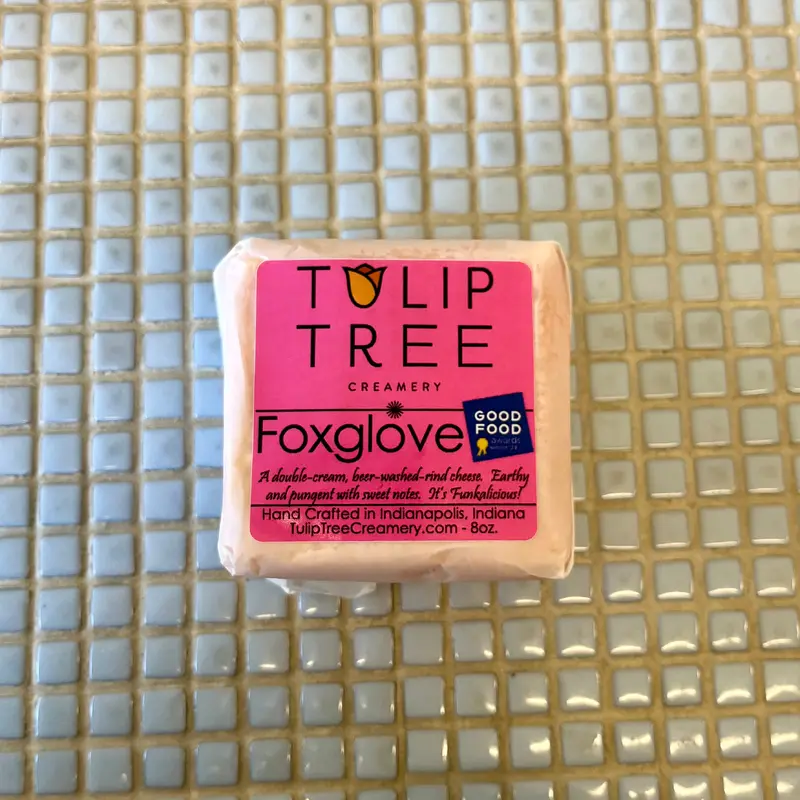 TULIP
TREE
CREAMERY
Foxglove
GOOD
FOOD
awards
A double-cream, beer-washed-rind cheese. Earthy
and pungent with sweet notes. It's Funkalicious!
Hand Crafted in Indianapolis, Indiana
TulipTreeCreamery.com - 8oz.